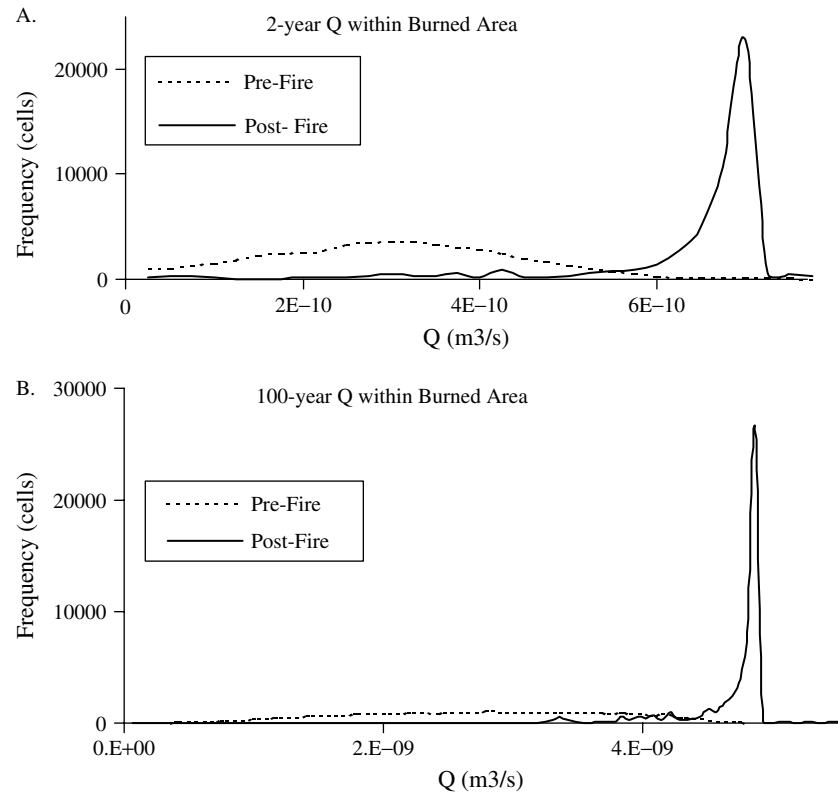 A.
2-year Q within Burned Area
Frequency (cells)
20000
10000
0
Pre-Fire
Post- Fire
0
2E−10
4E−10
6E−10
Q (m3/s)
B.
100-year Q within Burned Area
Frequency (cells)
30000
20000
10000
0
Pre-Fire
Post-Fire
0.E+00
2.E−09
4.E−09
Q (m3/s)